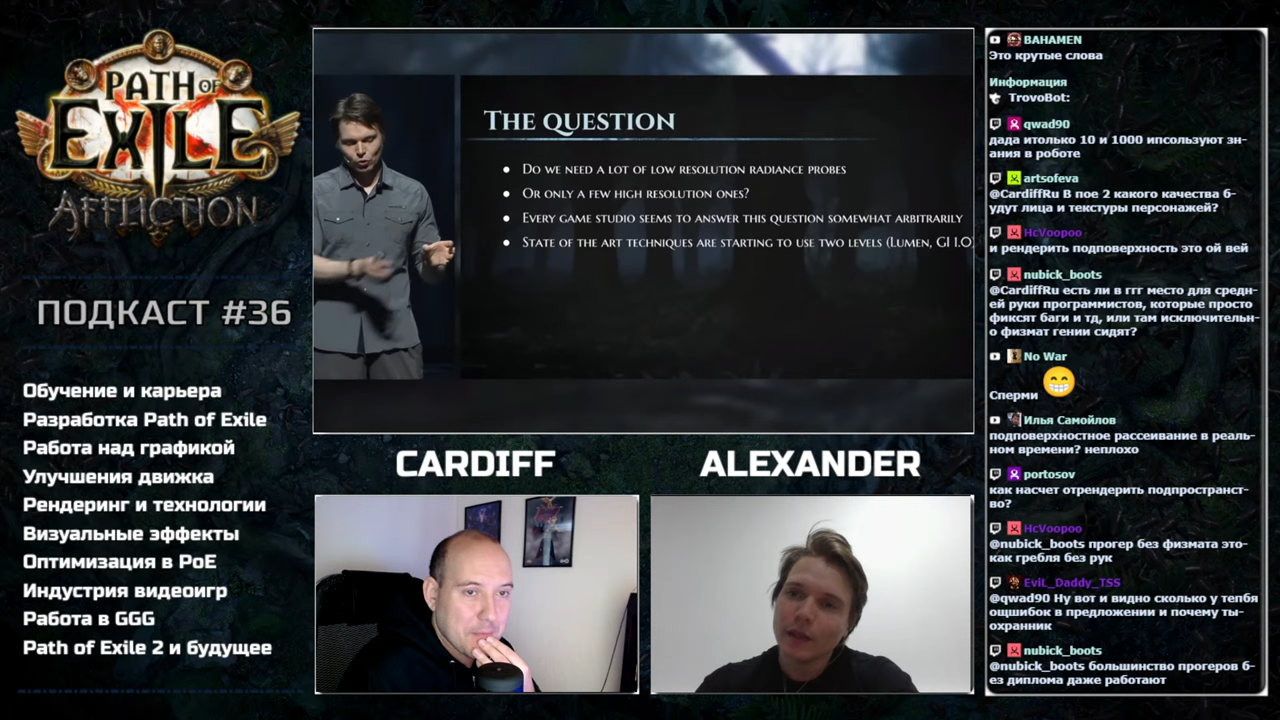 PATH OF
EXILE
AFFLICTION
ПОДКАСТ #36
Обучение и карьера
Разработка Path of Exile
Работа над графикой
Улучшения движка
Рендеринг и технологии
Визуальные эффекты
Оптимизация в PoE
Индустрия видеоигр
Работа в GGG
Path of Exile 2 и будущее
THE QUESTION
• DO WE NEED A LOT OF LOW RESOLUTION RADIANCE PROBES
• OR ONLY A FEW HIGH RESOLUTION ONES?
• EVERY GAME STUDIO SEEMS TO ANSWER THIS QUESTION SOMEWHAT ARBITRARILY
• STATE OF THE ART TECHNIQUES ARE STARTING TO USE TWO LEVELS (LUMEN, GI 1.0)
CARDIFF
ALEXANDER
BAHAMEN
Это крутые слова
Информация
TrovoBot:
qwad90
дада итолько 10 и 1000 ипсользуют зн-
ания в роботе
artsofeva
@CardiffRu В пое 2 какого качества б-
удут лица и текстуры персонажей?
HcVoopoo
и рендерить подповерхность это ой вей
nubick_boots
@CardiffRu есть ли в ггг место для средн-
ей руки программистов, которые просто
фиксят баги и тд, или там исключительн-
о физмат гении сидят?
No War
Сперми 😁
Илья Самойлов
подповерхностное рассеивание в реаль-
ном времени? неплохо
portosov
как насчет отрендерить подпространст-
во?
HcVoopoo
@nubick_boots прогер без физмата это-
как гребля без рук
EviL_Daddy_TSS
@qwad90 Ну вот и видно сколько у тепбя
ощшибок в предложении и почему ты-
охранник
nubick_boots
@nubick_boots большинство прогеров б-
ез диплома даже работают